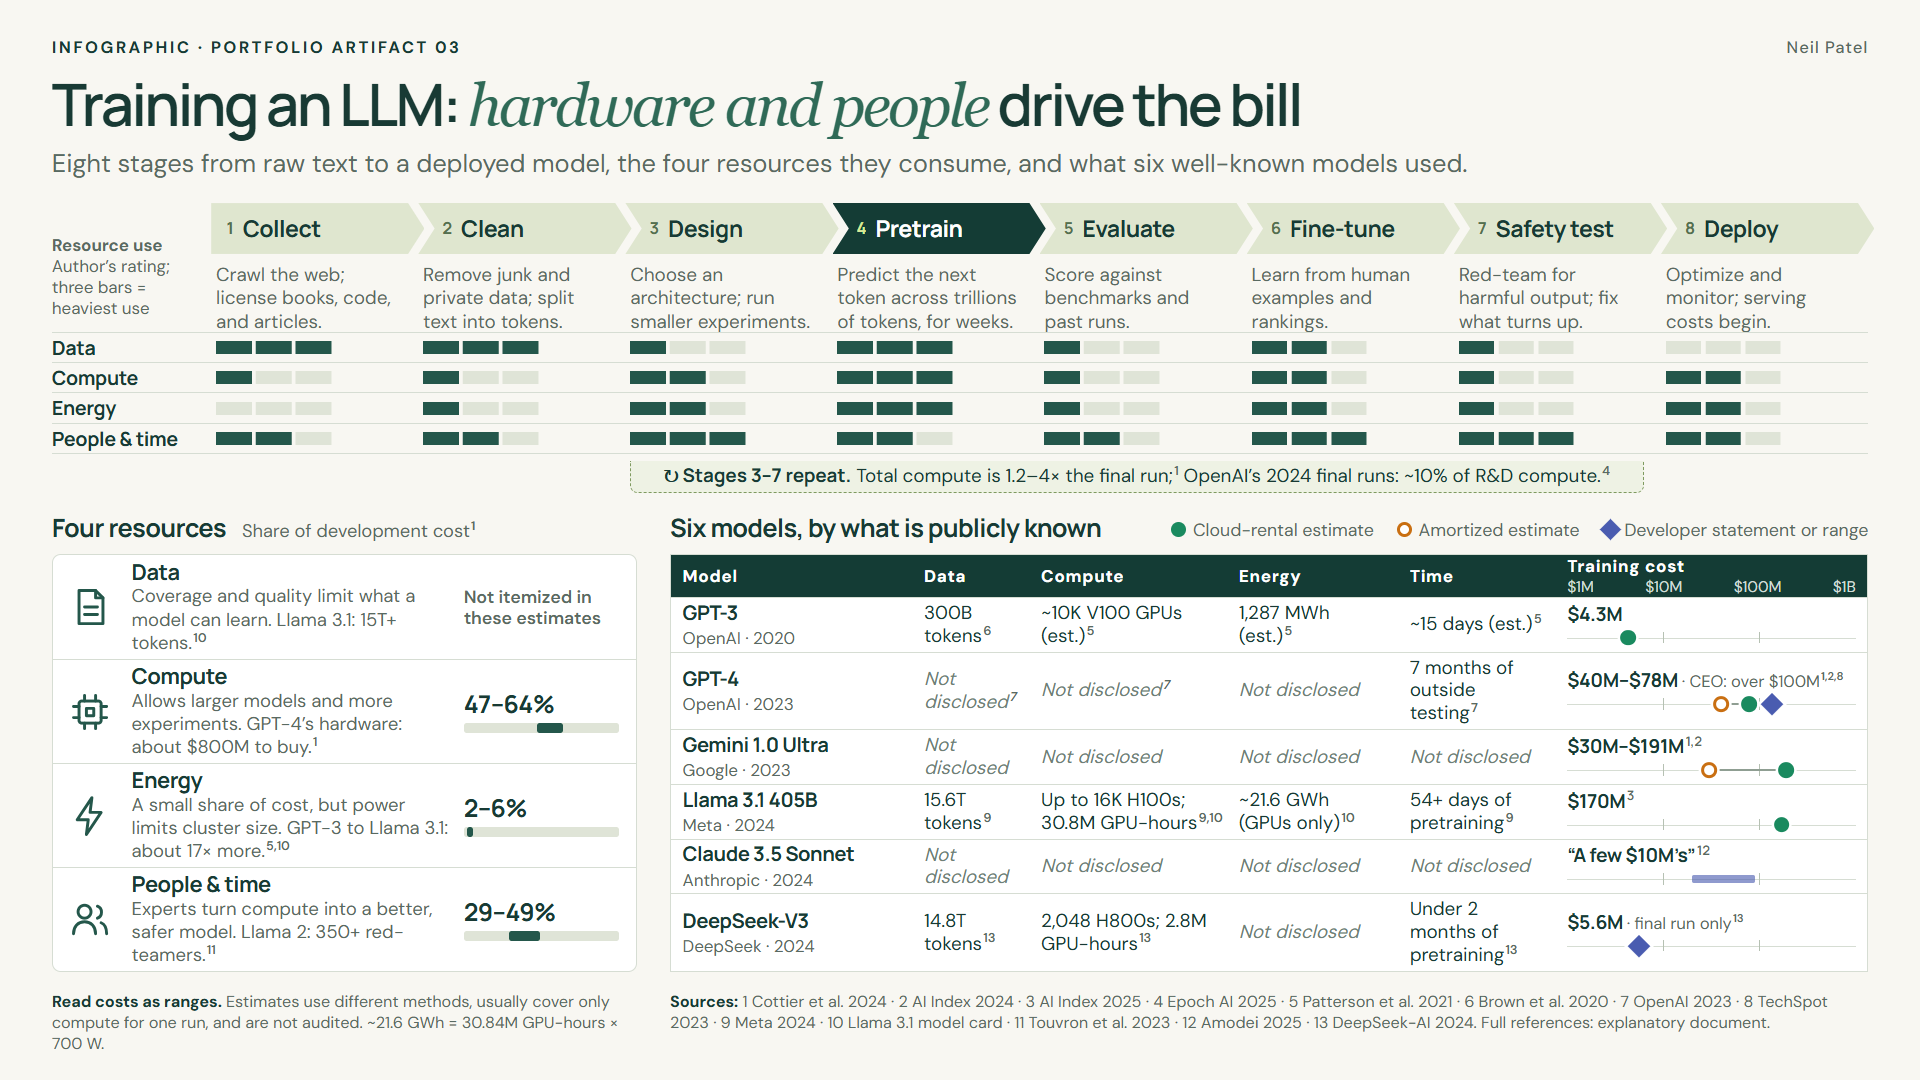 INFOGRAPHIC · PORTFOLIO ARTIFACT 03
Neil Patel
Training an LLM: hardware and people drive the bill
Eight stages from raw text to a deployed model, the four resources they consume, and what six well-known models used.
Resource use
Author's rating;
three bars =
heaviest use
1 Collect
Crawl the web;
license books, code,
and articles.
2 Clean
Remove junk and
private data; split
text into tokens.
3 Design
Choose an
architecture; run
smaller experiments.
4 Pretrain
Predict the next
token across trillions
of tokens, for weeks.
5 Evaluate
Score against
benchmarks and
past runs.
6 Fine-tune
Learn from human
examples and
rankings.
7 Safety test
Red-team for
harmful output; fix
what turns up.
8 Deploy
Optimize and
monitor; serving
costs begin.
Data
Compute
Energy
People & time
↻ Stages 3–7 repeat. Total compute is 1.2–4× the final run;¹ OpenAI's 2024 final runs: ~10% of R&D compute.⁴
Four resources Share of development cost¹
Data
Coverage and quality limit what a
model can learn. Llama 3.1: 15T+
tokens.¹⁰
Not itemized in
these estimates
Compute
Allows larger models and more
experiments. GPT-4's hardware:
about $800M to buy.¹
47–64%
Energy
A small share of cost, but power
limits cluster size. GPT-3 to Llama 3.1:
about 17× more.⁵,¹⁰
2–6%
People & time
Experts turn compute into a better,
safer model. Llama 2: 350+ red-
teamers.¹¹
29–49%
Six models, by what is publicly known
Cloud-rental estimate
Amortized estimate
Developer statement or range
Model
Data
Compute
Energy
Time
Training cost
$1M $10M $100M $1B
GPT-3
OpenAI · 2020
300B
tokens⁶
~10K V100 GPUs
(est.)⁵
1,287 MWh
(est.)⁵
~15 days (est.)⁵
$4.3M
GPT-4
OpenAI · 2023
Not
disclosed⁷
Not disclosed⁷
Not disclosed
7 months of
outside
testing⁷
$40M–$78M · CEO: over $100M¹,²,⁸
Gemini 1.0 Ultra
Google · 2023
Not
disclosed
Not disclosed
Not disclosed
Not disclosed
$30M–$191M¹,²
Llama 3.1 405B
Meta · 2024
15.6T
tokens⁹
Up to 16K H100s;
30.8M GPU-hours⁹,¹⁰
~21.6 GWh
(GPUs only)¹⁰
54+ days of
pretraining⁹
$170M³
Claude 3.5 Sonnet
Anthropic · 2024
Not
disclosed
Not disclosed
Not disclosed
Not disclosed
“A few $10M's”¹²
DeepSeek-V3
DeepSeek · 2024
14.8T
tokens¹³
2,048 H800s; 2.8M
GPU-hours¹³
Not disclosed
Under 2
months of
pretraining¹³
$5.6M · final run only¹³
Read costs as ranges. Estimates use different methods, usually cover only
compute for one run, and are not audited. ~21.6 GWh = 30.84M GPU-hours ×
700 W.
Sources: 1 Cottier et al. 2024 · 2 AI Index 2024 · 3 AI Index 2025 · 4 Epoch AI 2025 · 5 Patterson et al. 2021 · 6 Brown et al. 2020 · 7 OpenAI 2023 · 8 TechSpot
2023 · 9 Meta 2024 · 10 Llama 3.1 model card · 11 Touvron et al. 2023 · 12 Amodei 2025 · 13 DeepSeek-AI 2024. Full references: explanatory document.